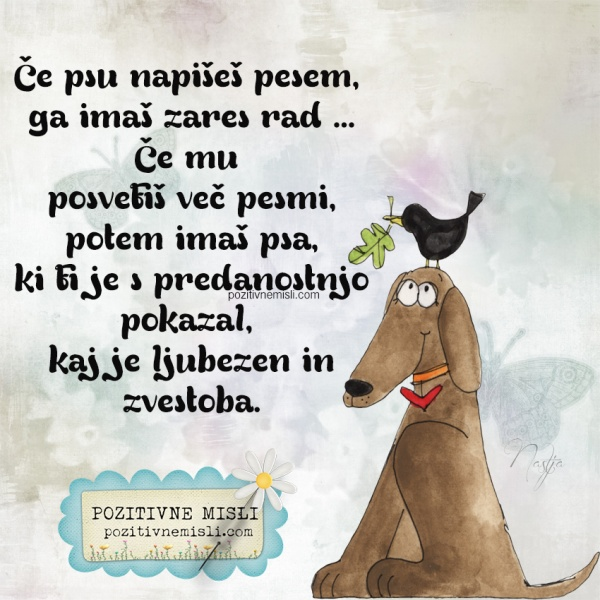 Če psu napišeš pesem,
ga imaš zares rad ...
Če mu
posvetiš več pesmi,
potem imaš psa,
ki ti je s predanostnjo
pozitivnemisli.com
pokazal,
kaj je ljubezen in
zvestoba.
Nastja
POZITIVNE MISLI
pozitivnemisli.com